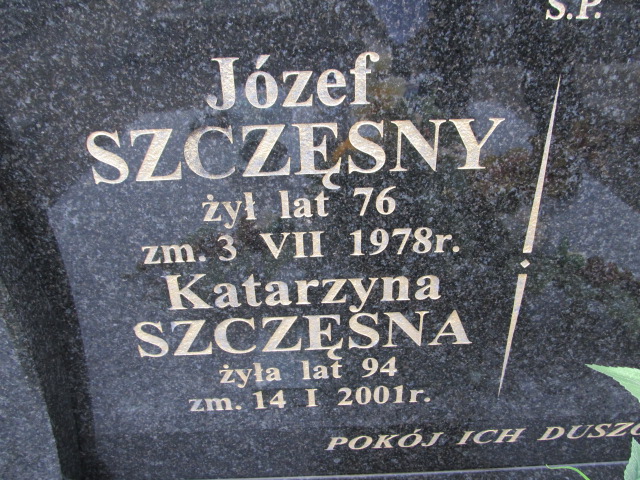 Ś.P.
Józef
SZCZĘSNY
żył lat 76
zm. 3 VII 1978r.
Katarzyna
SZCZĘSNA
żyła lat 94
zm. 14 I 2001r.
POKÓJ ICH